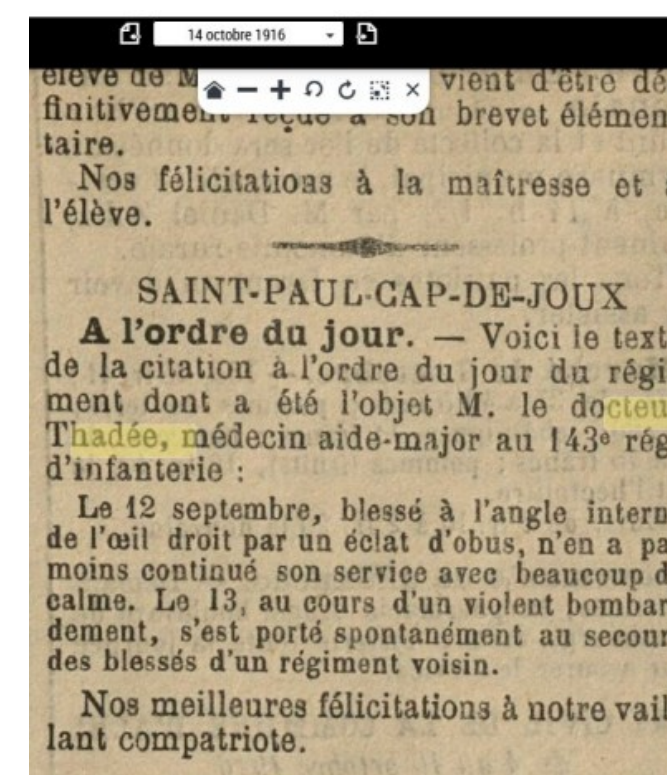 14 octobre 1916
élève de M
vient d'être dé
finitivement reçue à son brevet élémen
taire.
Nos félicitations à la maîtresse et
l'élève.
SAINT-PAUL-CAP-DE-JOUX
A l'ordre du jour. — Voici le text
de la citation à l'ordre du jour du régi
ment dont a été l'objet M. le docteu
Thadée, médecin aide-major au 143e rég
d'infanterie :
Le 12 septembre, blessé à l'angle intern
de l'œil droit par un éclat d'obus, n'en a pa
moins continué son service avec beaucoup d
calme. Le 13, au cours d'un violent bombar
dement, s'est porté spontanément au secour
des blessés d'un régiment voisin.
Nos meilleures félicitations à notre vail
lant compatriote.